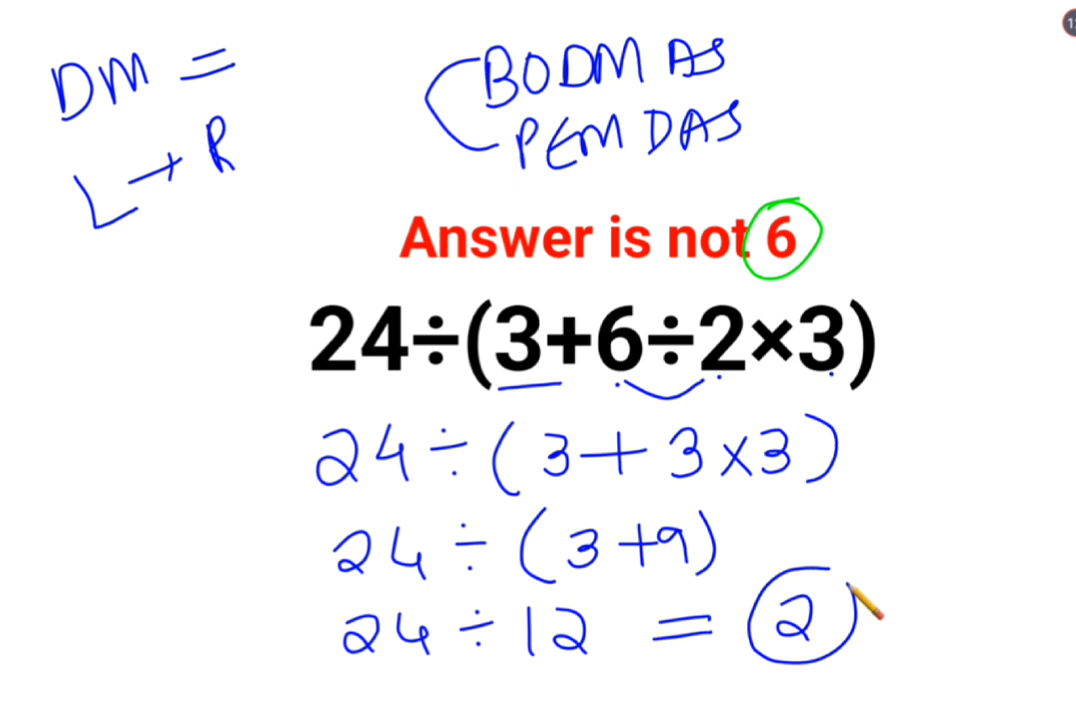 DM =
L → R
BODMAS
PEMDAS
Answer is not 6
24÷(3+6÷2×3)
24÷(3+3×3)
24÷(3+9)
24÷12 = 2